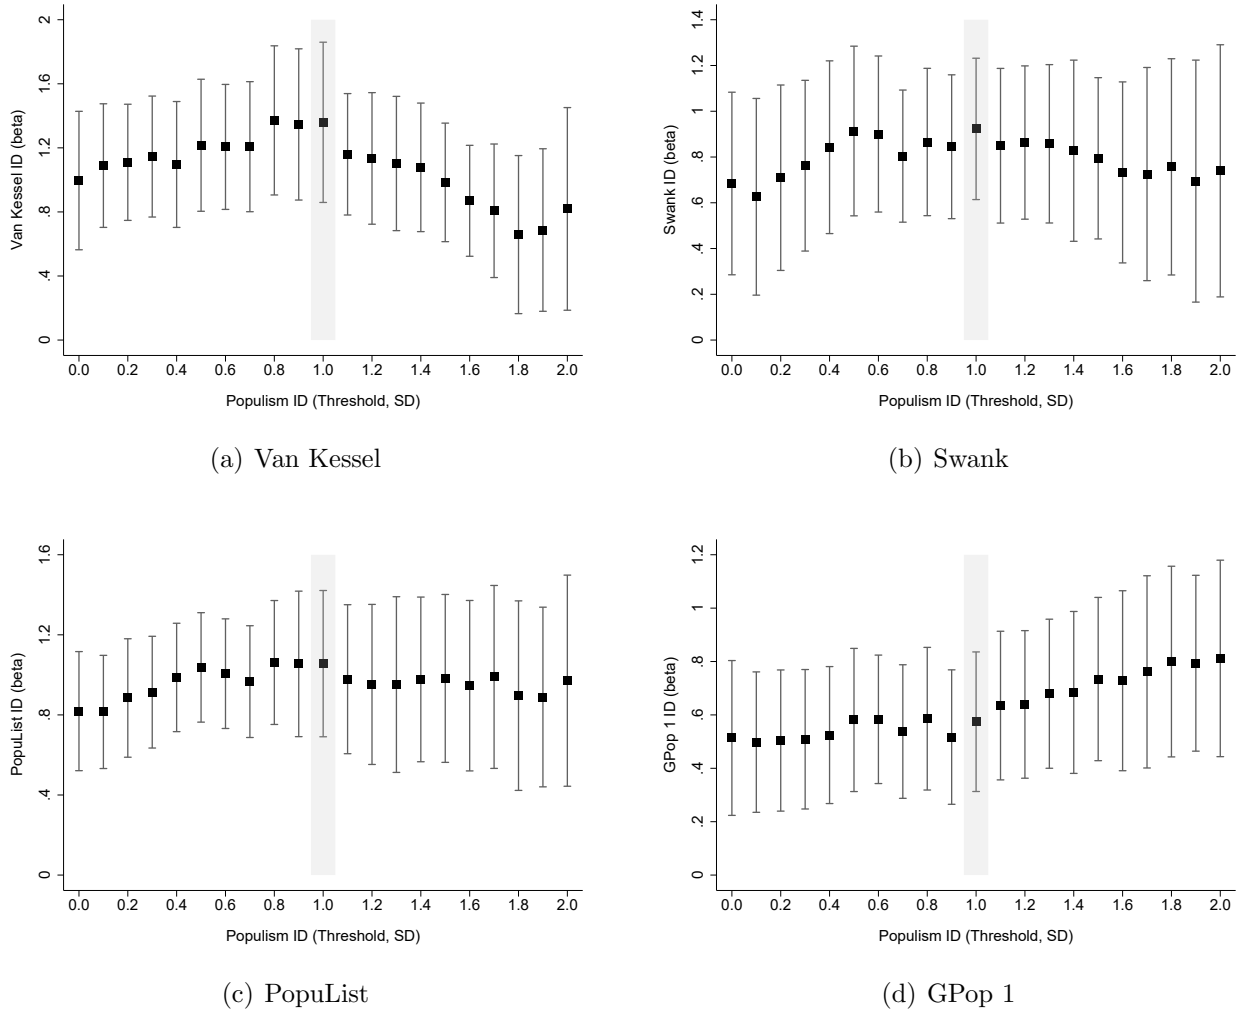 Van Kessel ID (beta)
2
1.6
1.2
.8
.4
0
0.0 0.2 0.4 0.6 0.8 1.0 1.2 1.4 1.6 1.8 2.0
Populism ID (Threshold, SD)
(a) Van Kessel
Swank ID (beta)
1.4
1.2
1
.8
.6
.4
.2
0
0.0 0.2 0.4 0.6 0.8 1.0 1.2 1.4 1.6 1.8 2.0
Populism ID (Threshold, SD)
(b) Swank
PopuList ID (beta)
1.6
1.2
.8
.4
0
0.0 0.2 0.4 0.6 0.8 1.0 1.2 1.4 1.6 1.8 2.0
Populism ID (Threshold, SD)
(c) PopuList
GPop 1 ID (beta)
1.2
1
.8
.6
.4
.2
0
0.0 0.2 0.4 0.6 0.8 1.0 1.2 1.4 1.6 1.8 2.0
Populism ID (Threshold, SD)
(d) GPop 1